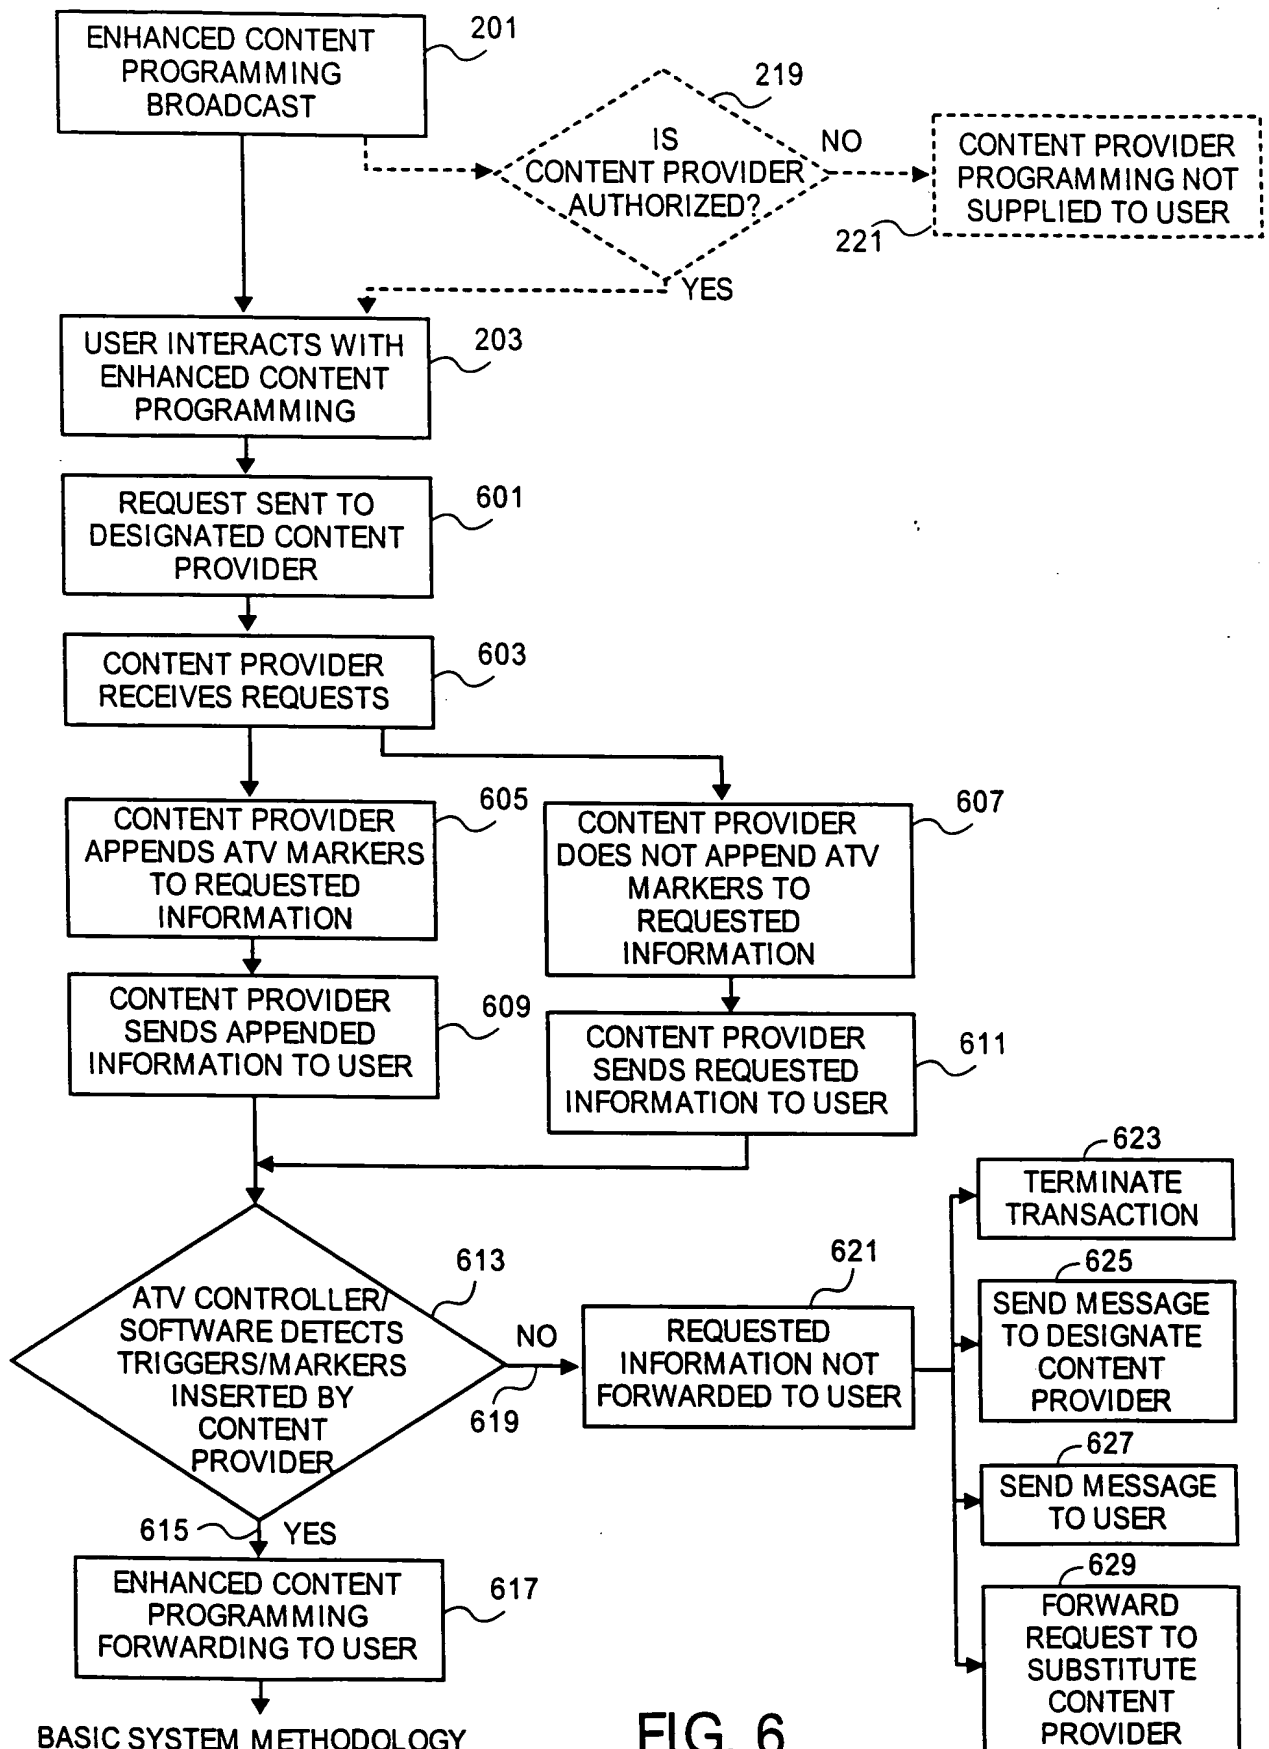 ENHANCED CONTENT
PROGRAMMING
BROADCAST
201
219
IS
CONTENT PROVIDER
AUTHORIZED?
NO
CONTENT PROVIDER
PROGRAMMING NOT
SUPPLIED TO USER
221
YES
USER INTERACTS WITH
ENHANCED CONTENT
PROGRAMMING
203
REQUEST SENT TO
DESIGNATED CONTENT
PROVIDER
601
CONTENT PROVIDER
RECEIVES REQUESTS
603
CONTENT PROVIDER
APPENDS ATV MARKERS
TO REQUESTED
INFORMATION
605
CONTENT PROVIDER
DOES NOT APPEND ATV
MARKERS TO
REQUESTED
INFORMATION
607
CONTENT PROVIDER
SENDS APPENDED
INFORMATION TO USER
609
CONTENT PROVIDER
SENDS REQUESTED
INFORMATION TO USER
611
ATV CONTROLLER/
SOFTWARE DETECTS
TRIGGERS/MARKERS
INSERTED BY
CONTENT
PROVIDER
613
NO
619
REQUESTED
INFORMATION NOT
FORWARDED TO USER
621
623
TERMINATE
TRANSACTION
625
SEND MESSAGE
TO DESIGNATE
CONTENT
PROVIDER
627
SEND MESSAGE
TO USER
629
FORWARD
REQUEST TO
SUBSTITUTE
CONTENT
PROVIDER
615
YES
ENHANCED CONTENT
PROGRAMMING
FORWARDING TO USER
617
BASIC SYSTEM METHODOLOGY
FIG. 6